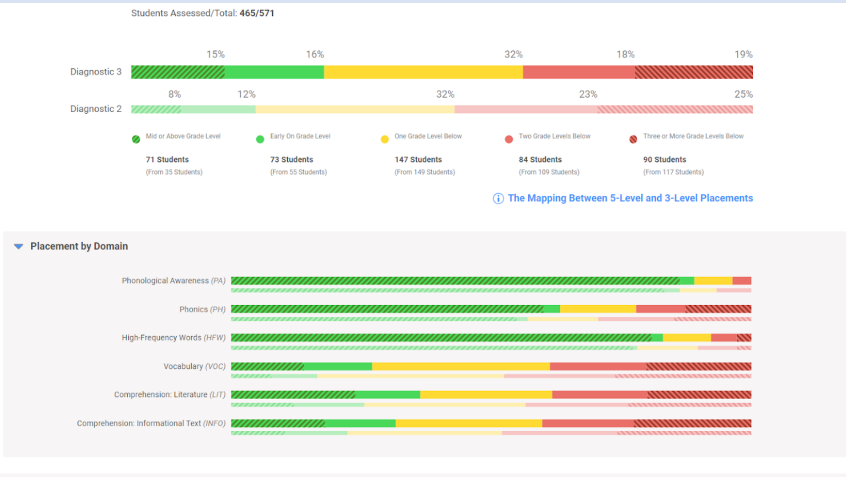 Students Assessed/Total: 465/571
15% 16% 32% 18% 19%
Diagnostic 3
8% 12% 32% 23% 25%
Diagnostic 2
Mid or Above Grade Level Early On Grade Level One Grade Level Below Two Grade Levels Below Three or More Grade Levels Below
71 Students 73 Students 147 Students 84 Students 90 Students
(From 35 Students) (From 55 Students) (From 149 Students) (From 109 Students) (From 117 Students)
The Mapping Between 5-Level and 3-Level Placements
Placement by Domain
Phonological Awareness (PA)
Phonics (PH)
High-Frequency Words (HFW)
Vocabulary (VOC)
Comprehension: Literature (LIT)
Comprehension: Informational Text (INFO)